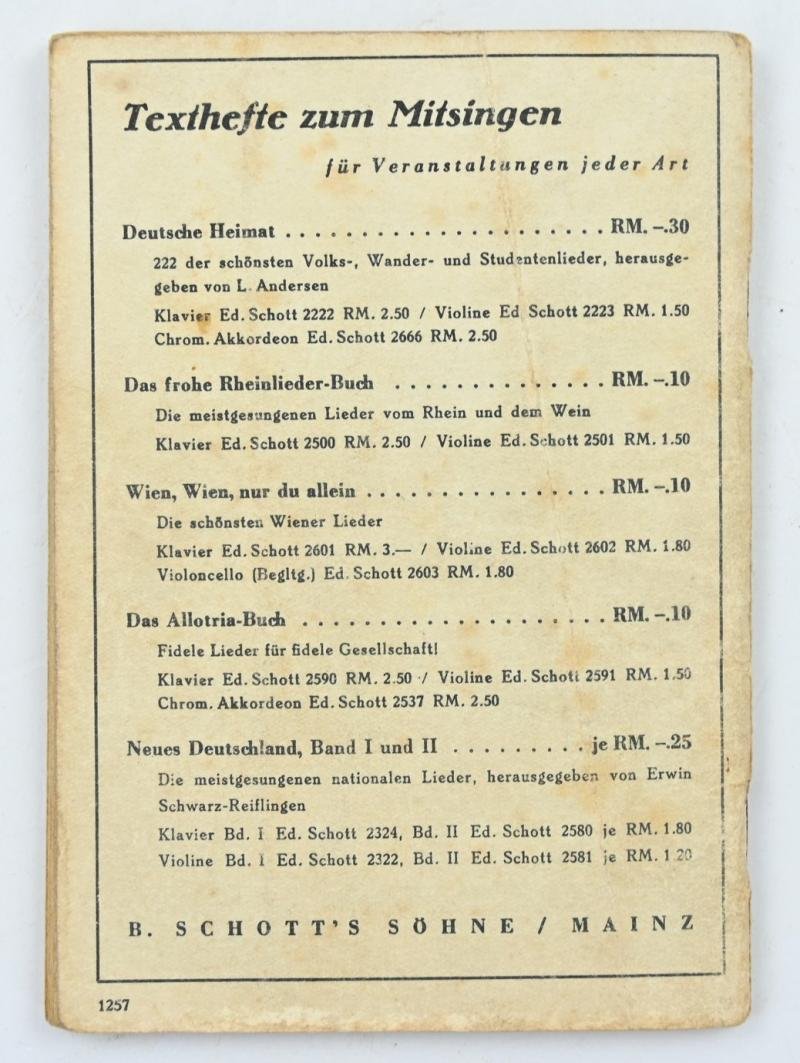 Texthefte zum Mitsingen
für Veranstaltungen jeder Art
Deutsche Heimat . . . . . . . . . . . . . . . . . . . . . RM. -.30
222 der schönsten Volks-, Wander- und Studentenlieder, herausge-
geben von L. Andersen
Klavier Ed. Schott 2222 RM. 2.50 / Violine Ed Schott 2223 RM. 1.50
Chrom. Akkordeon Ed. Schott 2666 RM. 2.50
Das frohe Rheinlieder-Buch . . . . . . . . . . . . . . RM. -.10
Die meistgesungenen Lieder vom Rhein und dem Wein
Klavier Ed. Schott 2500 RM. 2.50 / Violine Ed. Schott 2501 RM. 1.50
Wien, Wien, nur du allein . . . . . . . . . . . . . . . . RM. -.10
Die schönsten Wiener Lieder
Klavier Ed. Schott 2601 RM. 3.— / Violine Ed. Schott 2602 RM. 1.80
Violoncello (Begltg.) Ed. Schott 2603 RM. 1.80
Das Allotria-Buch . . . . . . . . . . . . . . . . . . . . RM. -.10
Fidele Lieder für fidele Gesellschaft!
Klavier Ed. Schott 2590 RM. 2.50 / Violine Ed. Schott 2591 RM. 1.50
Chrom. Akkordeon Ed. Schott 2537 RM. 2.50
Neues Deutschland, Band I und II . . . . . . . . . je RM. -.25
Die meistgesungenen nationalen Lieder, herausgegeben von Erwin
Schwarz-Reiflingen
Klavier Bd. I Ed. Schott 2324, Bd. II Ed. Schott 2580 je RM. 1.80
Violine Bd. I Ed. Schott 2322, Bd. II Ed. Schott 2581 je RM. 1 20
B. SCHOTT'S SÖHNE / MAINZ
1257